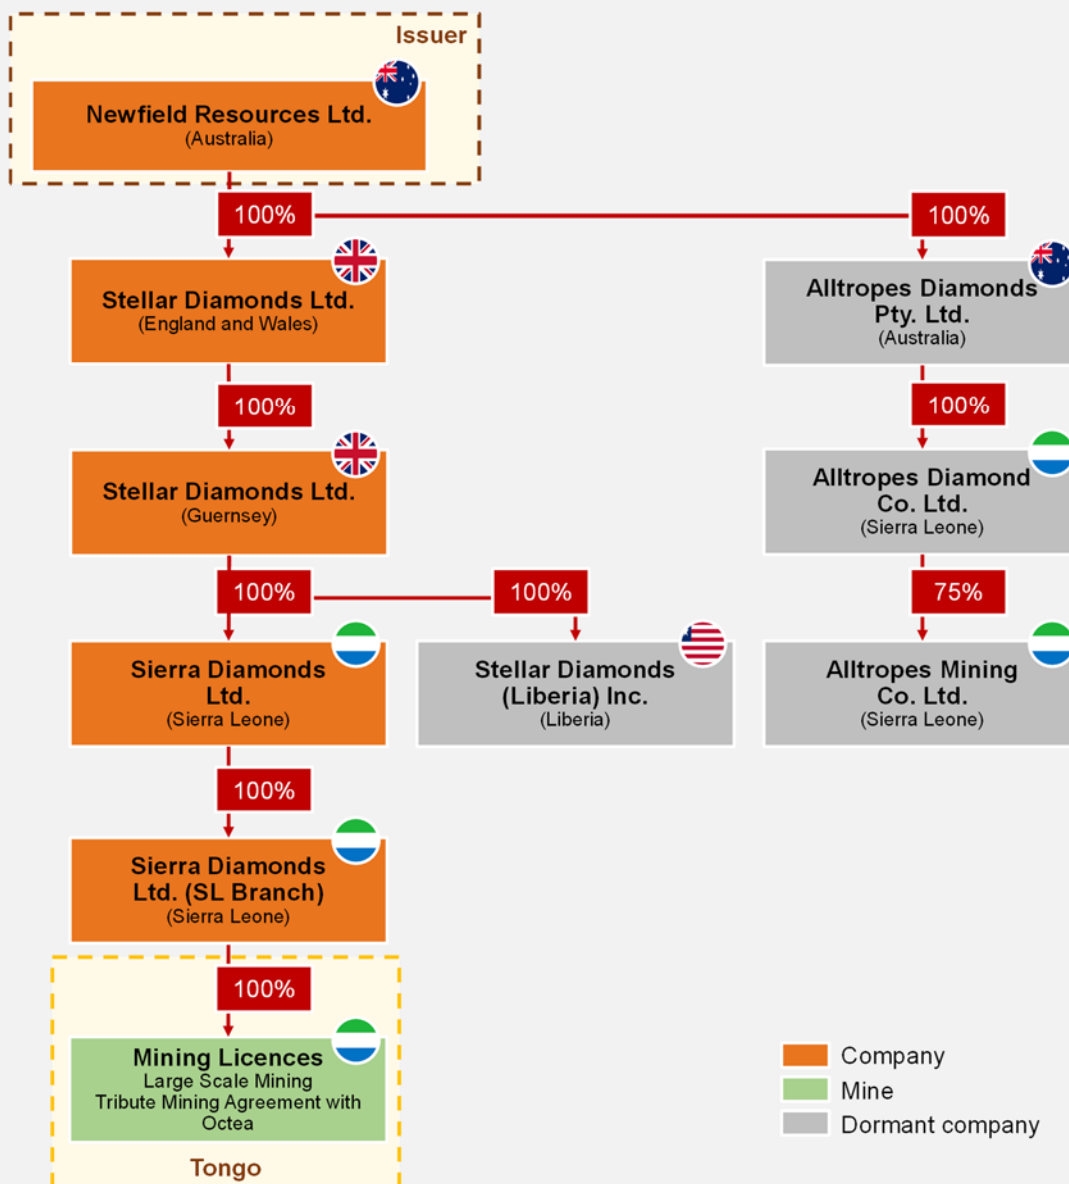 Issuer
Newfield Resources Ltd.
(Australia)
100%
100%
Stellar Diamonds Ltd.
(England and Wales)
Alltropes Diamonds
Pty. Ltd.
(Australia)
100%
100%
Stellar Diamonds Ltd.
(Guernsey)
Alltropes Diamond
Co. Ltd.
(Sierra Leone)
100%
100%
75%
Sierra Diamonds
Ltd.
(Sierra Leone)
Stellar Diamonds
(Liberia) Inc.
(Liberia)
Alltropes Mining
Co. Ltd.
(Sierra Leone)
100%
Sierra Diamonds
Ltd. (SL Branch)
(Sierra Leone)
100%
Mining Licences
Large Scale Mining
Tribute Mining Agreement with
Octea
Tongo
Company
Mine
Dormant company